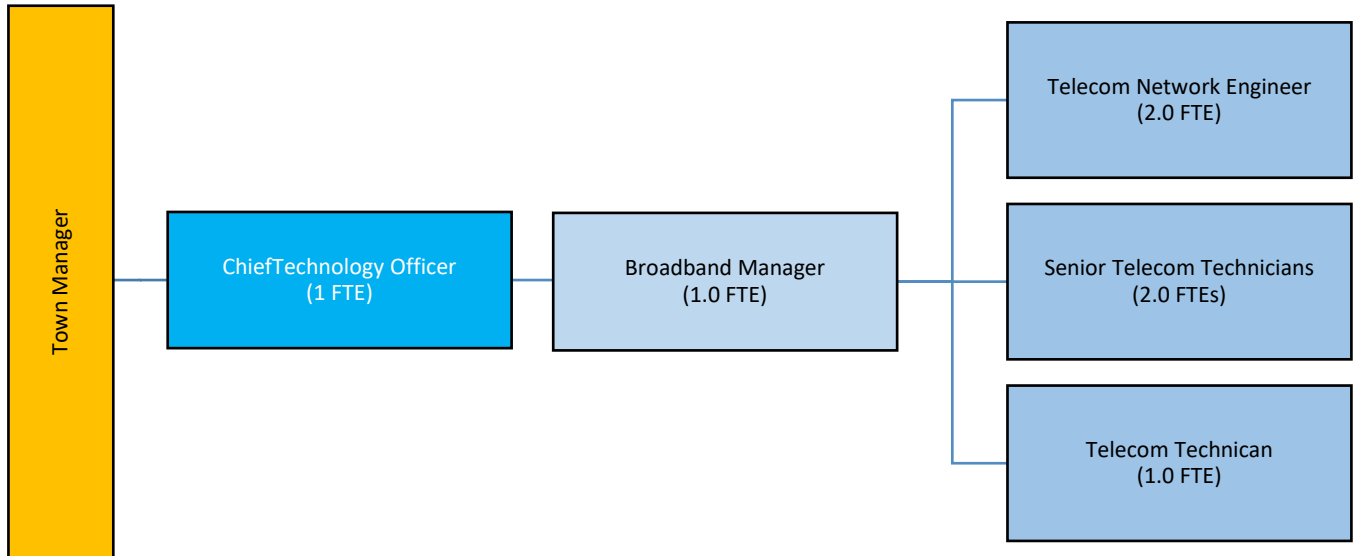 Town Manager
ChiefTechnology Officer
(1 FTE)
Broadband Manager
(1.0 FTE)
Telecom Network Engineer
(2.0 FTE)
Senior Telecom Technicians
(2.0 FTEs)
Telecom Technican
(1.0 FTE)